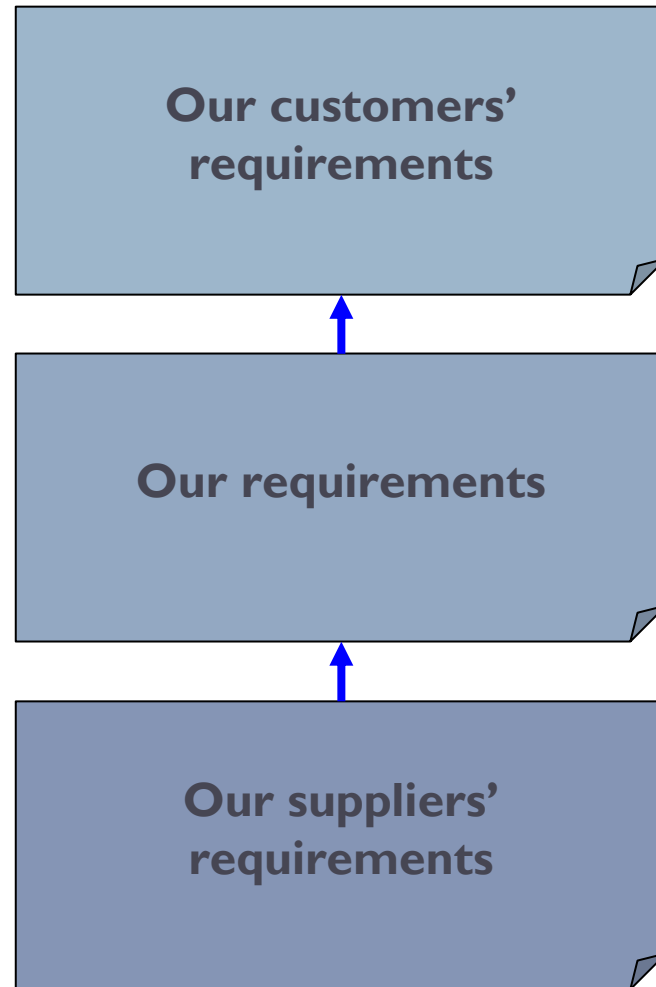 Our customers’
requirements
Our requirements
Our suppliers’
requirements